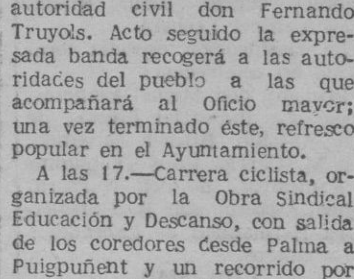 autoridad civil don Fernando
Truyols. Acto seguido la expre-
sada banda recogerá a las auto-
ridades del pueblo a las que
acompañará al Oficio mayor;
una vez terminado éste, refresco
popular en el Ayuntamiento.
A las 17.—Carrera ciclista, or-
ganizada por la Obra Sindical
Educación y Descanso, con salida
de los coredores desde Palma a
Puigpuñent y un recorrido por